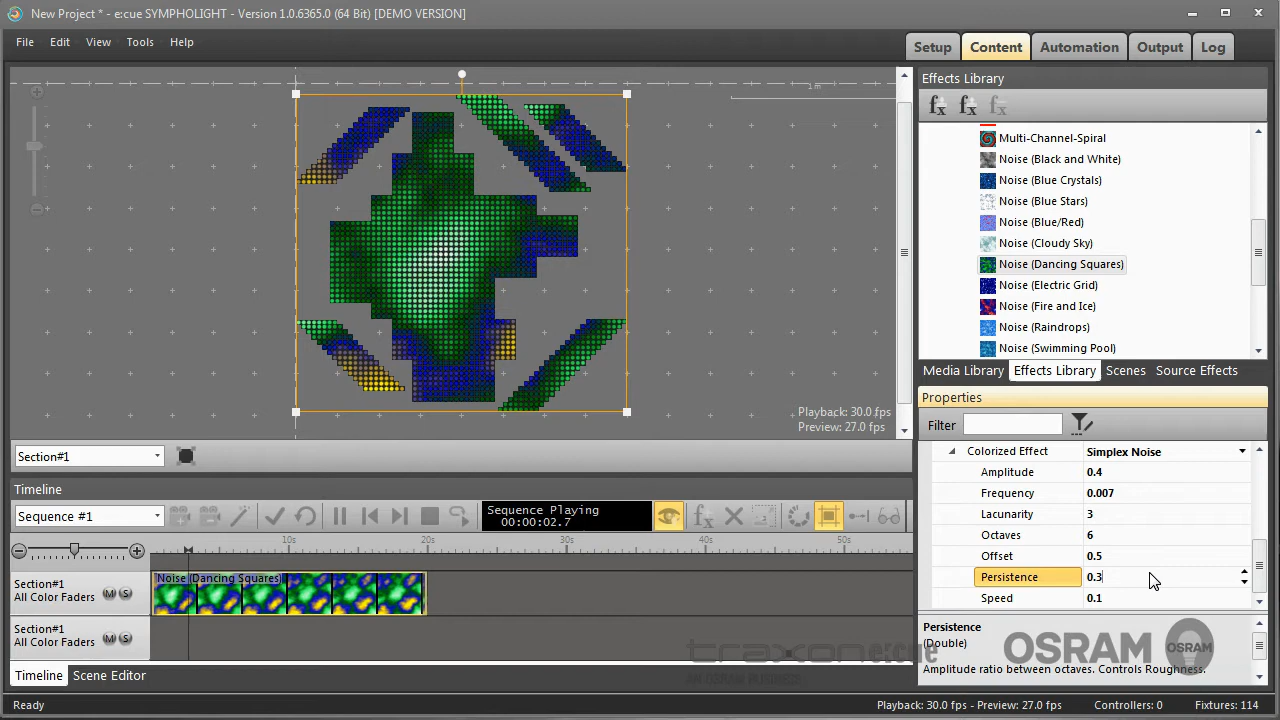 New Project * - e:cue SYMPHOLIGHT - Version 1.0.6365.0 (64 Bit) [DEMO VERSION]
File Edit View Tools Help
Setup Content Automation Output Log
1 m
Playback: 30.0 fps
Preview: 27.0 fps
Effects Library
Multi-Channel-Spiral
Noise (Black and White)
Noise (Blue Crystals)
Noise (Blue Stars)
Noise (Blue/Red)
Noise (Cloudy Sky)
Noise (Dancing Squares)
Noise (Electric Grid)
Noise (Fire and Ice)
Noise (Raindrops)
Noise (Swimming Pool)
Media Library Effects Library Scenes Source Effects
Properties
Filter
Colorized Effect Simplex Noise
Amplitude 0.4
Frequency 0.007
Lacunarity 3
Octaves 6
Offset 0.5
Persistence 0.3
Speed 0.1
Persistence
(Double)
Amplitude ratio between octaves. Controls Roughness.
Section#1
Timeline
Sequence #1
Sequence Playing
00:00:02.7
10s 20s 30s 40s 50s
Section#1
All Color Faders M S
Noise (Dancing Squares)
Section#1
All Color Faders M S
Timeline Scene Editor
traxon e:cue
AN OSRAM BUSINESS
OSRAM
OSRAM
Ready
Playback: 30.0 fps - Preview: 27.0 fps Controllers: 0 Fixtures: 114